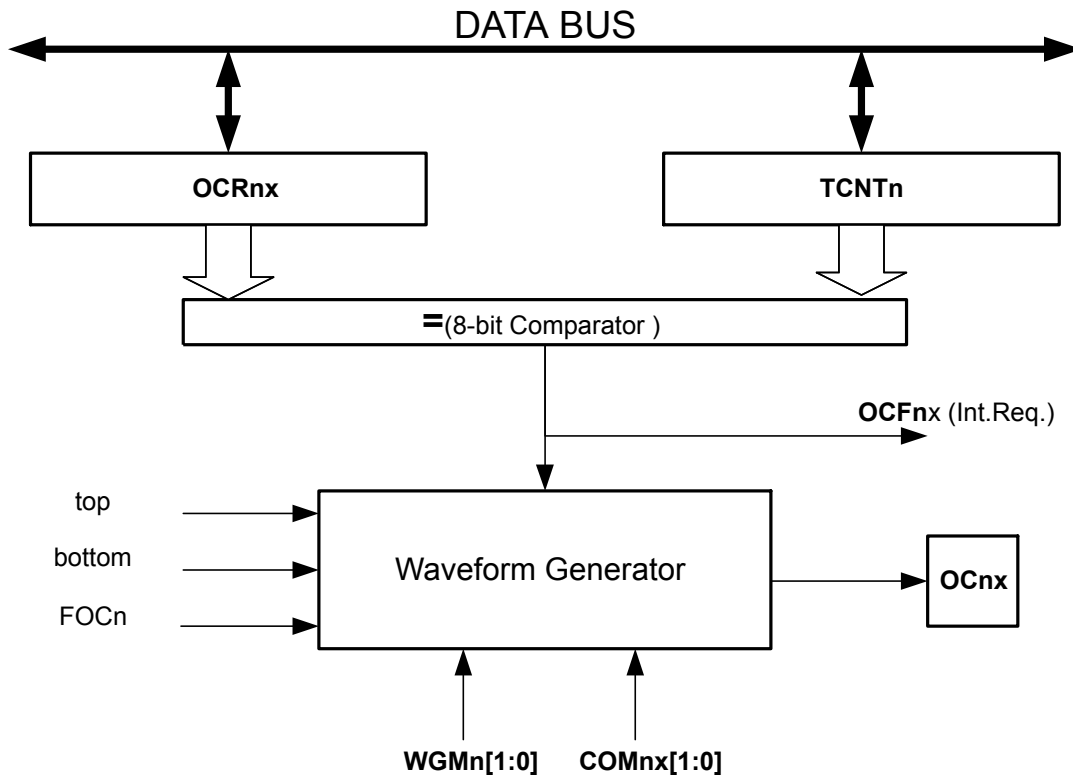 DATA BUS
OCRnx
TCNTn
=(8-bit Comparator )
OCFnx (Int.Req.)
top
bottom
FOCn
Waveform Generator
OCnx
WGMn[1:0]
COMnx[1:0]